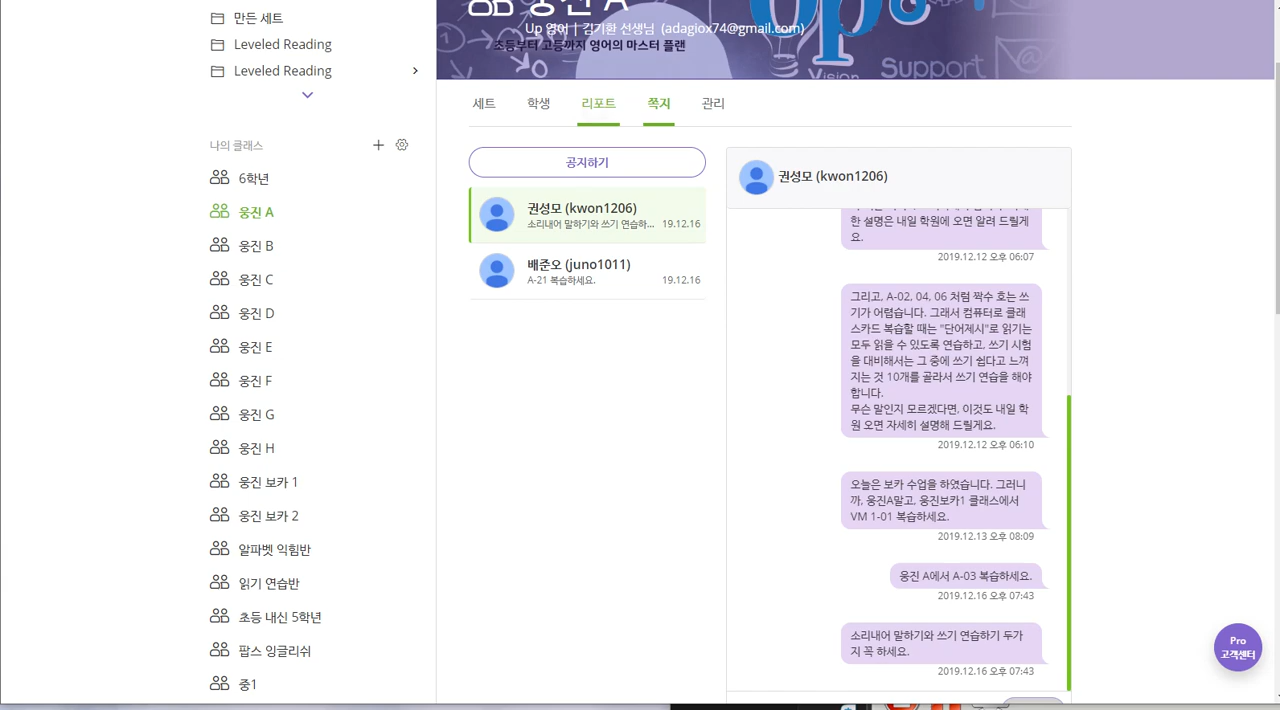 만든 세트
Leveled Reading
Leveled Reading
나의 클래스
6학년
웅진 A
웅진 B
웅진 C
웅진 D
웅진 E
웅진 F
웅진 G
웅진 H
웅진 보카 1
웅진 보카 2
알파벳 익힘반
읽기 연습반
초등 내신 5학년
팝스 잉글리쉬
중1
웅진 A
Up 영어 | 김기환 선생님 (adagiox74@gmail.com)
초등부터 고등까지 영어의 마스터 플랜
up
Vision
Support
세트 학생 리포트 쪽지 관리
공지하기
권성모 (kwon1206)
소리내어 말하기와 쓰기 연습하... 19.12.16
배준오 (juno1011)
A-21 복습하세요. 19.12.16
권성모 (kwon1206)
한 설명은 내일 학원에 오면 알려 드릴게
요.
2019.12.12 오후 06:07
그리고, A-02, 04, 06 처럼 짝수 호는 쓰
기가 어렵습니다. 그래서 컴퓨터로 클래
스카드 복습할 때는 "단어제시"로 읽기는
모두 읽을 수 있도록 연습하고, 쓰기 시험
을 대비해서는 그 중에 쓰기 쉽다고 느껴
지는 것 10개를 골라서 쓰기 연습을 해야
합니다.
무슨 말인지 모르겠다면, 이것도 내일 학
원 오면 자세히 설명해 드릴게요.
2019.12.12 오후 06:10
오늘은 보카 수업을 하였습니다. 그러니
까, 웅진A말고, 웅진보카1 클래스에서
VM 1-01 복습하세요.
2019.12.13 오후 08:09
웅진 A에서 A-03 복습하세요.
2019.12.16 오후 07:43
소리내어 말하기와 쓰기 연습하기 두가
지 꼭 하세요.
2019.12.16 오후 07:43
Pro
고객센터